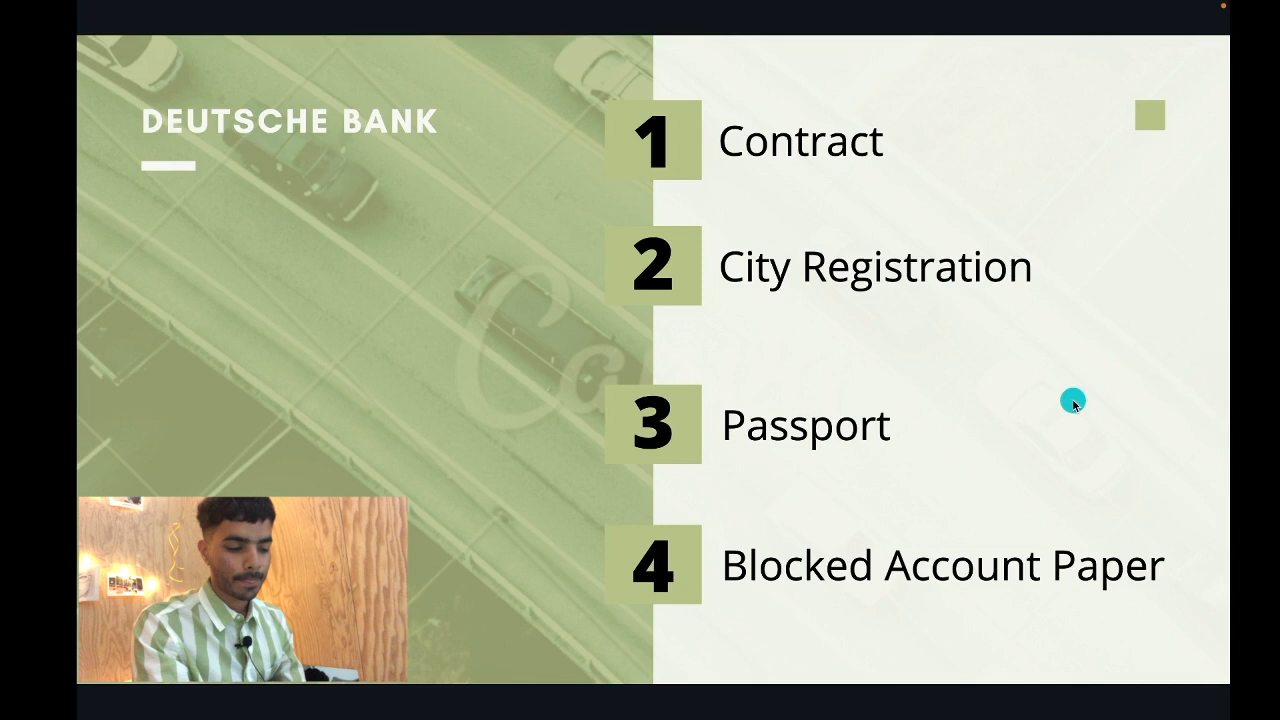 DEUTSCHE BANK
1 Contract
2 City Registration
3 Passport
4 Blocked Account Paper